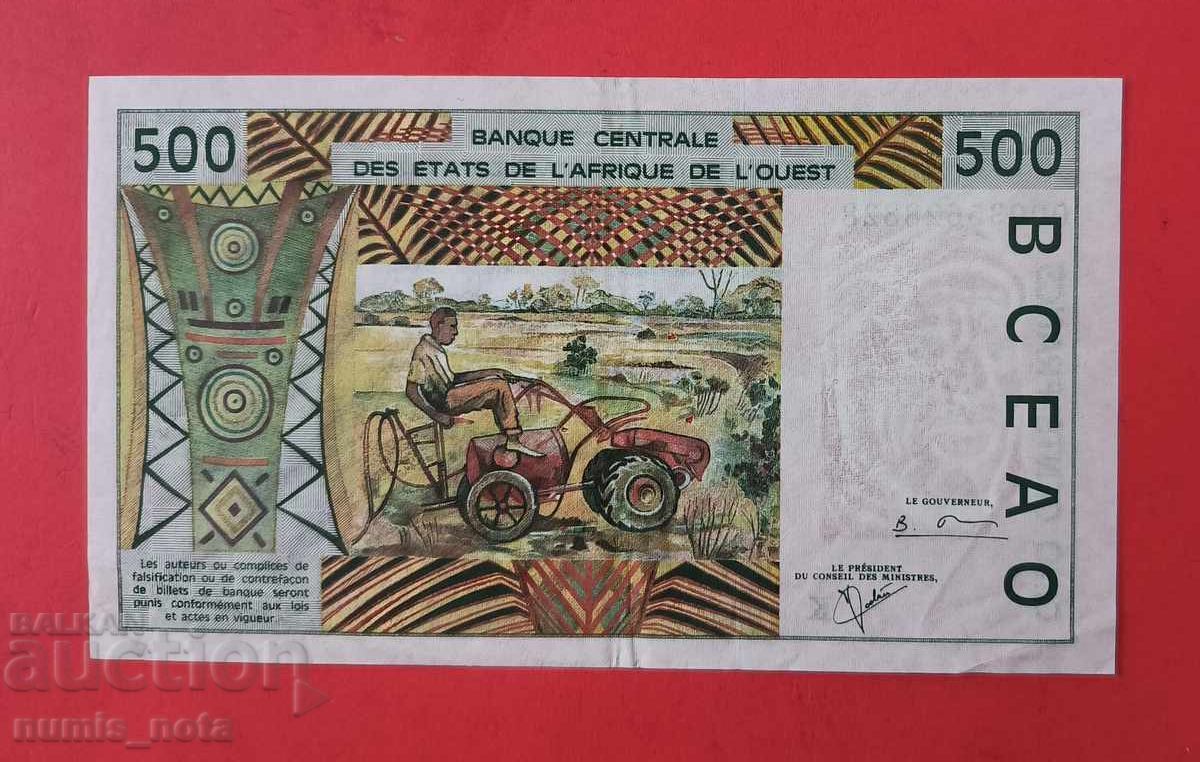 500
BANQUE CENTRALE
DES ETATS DE L'AFRIQUE DE L'OUEST
500
BCEAO
LE GOUVERNEUR,
LE PRÉSIDENT
DU CONSEIL DES MINISTRES,
Les auteurs ou complices de
falsification ou de contrefaçon
de billets de banque seront
punis conformément aux lois
et actes en vigueur.
BALKAN
auction
numis_nota